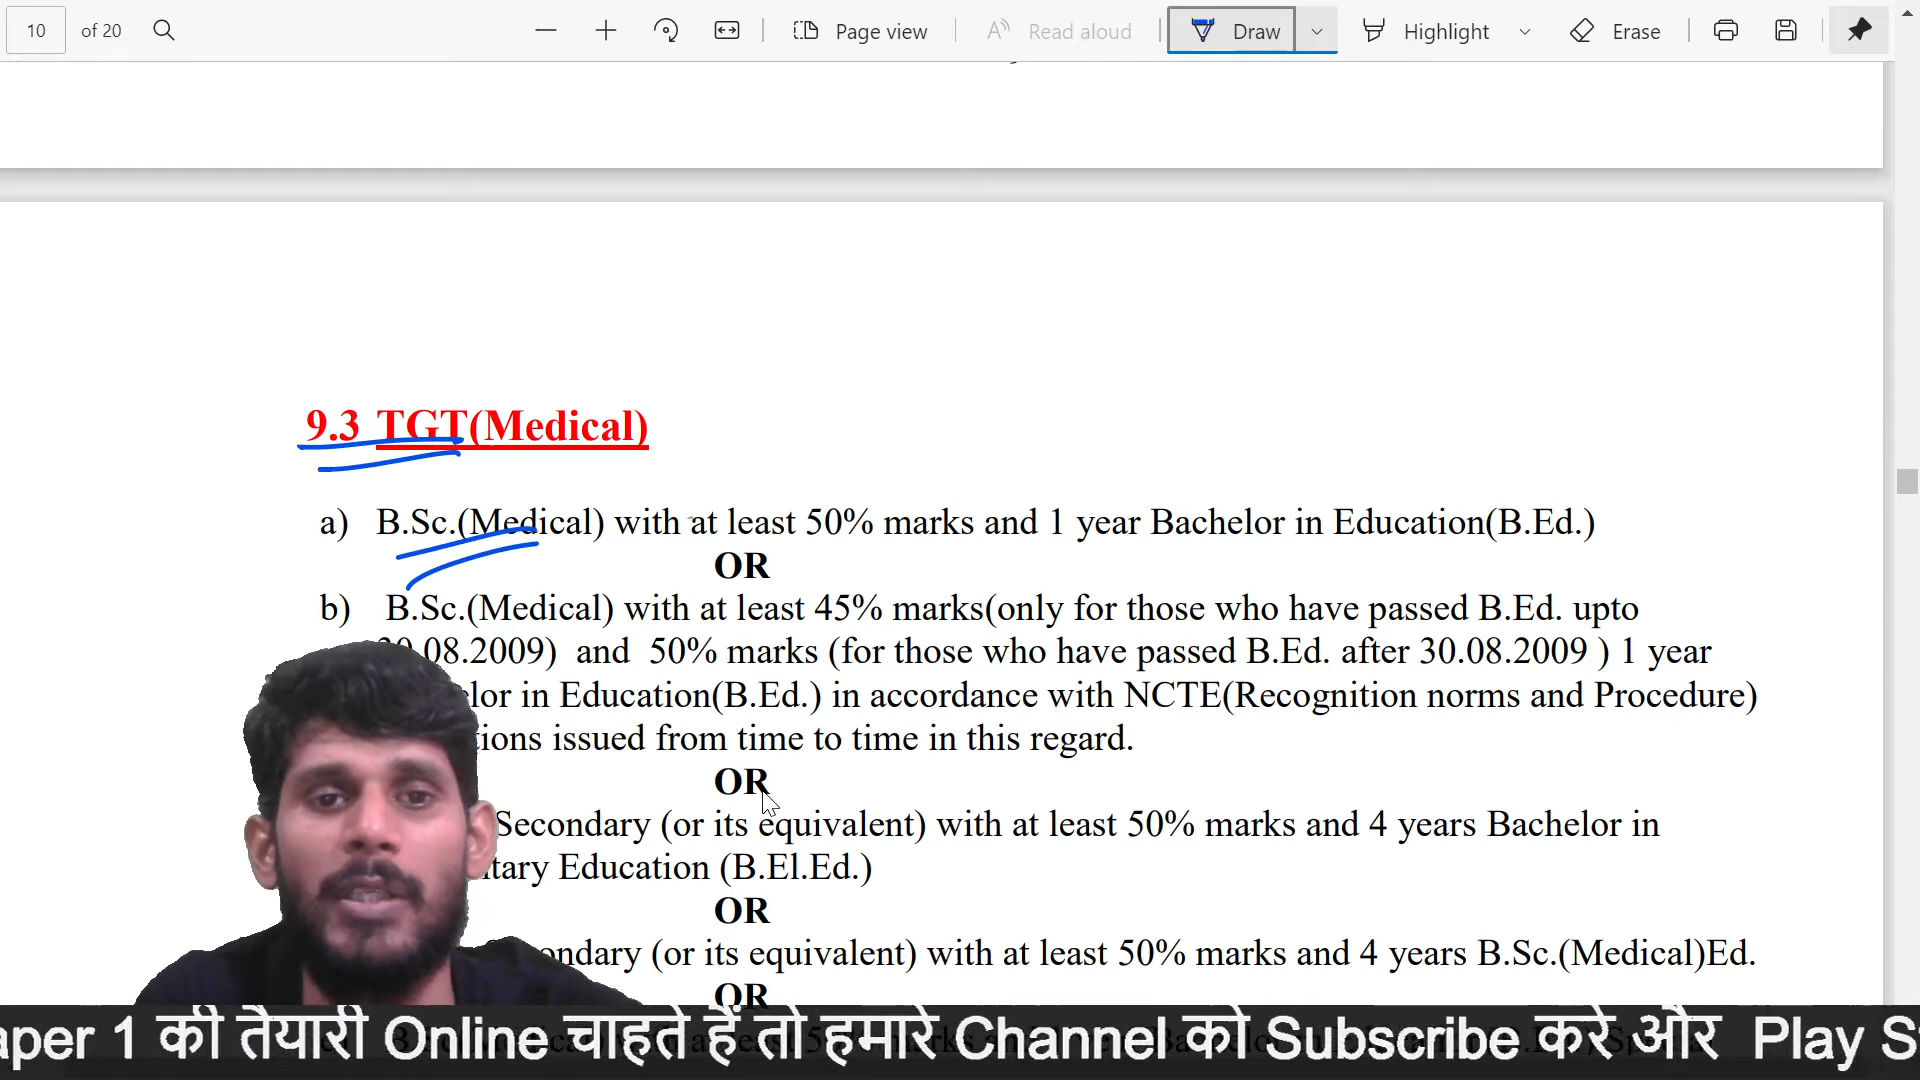 10 of 20 Page view Read aloud Draw Highlight Erase
9.3 TGT(Medical)
a) B.Sc.(Medical) with at least 50% marks and 1 year Bachelor in Education(B.Ed.)
OR
b) B.Sc.(Medical) with at least 45% marks(only for those who have passed B.Ed. upto
.08.2009) and 50% marks (for those who have passed B.Ed. after 30.08.2009 ) 1 year
in Education(B.Ed.) in accordance with NCTE(Recognition norms and Procedure)
issued from time to time in this regard.
OR
Secondary (or its equivalent) with at least 50% marks and 4 years Bachelor in
Education (B.El.Ed.)
OR
(or its equivalent) with at least 50% marks and 4 years B.Sc.(Medical)Ed.
OR
aper 1 की तैयारी Online चाहते हैं तो हमारे Channel को Subscribe करे और Play S